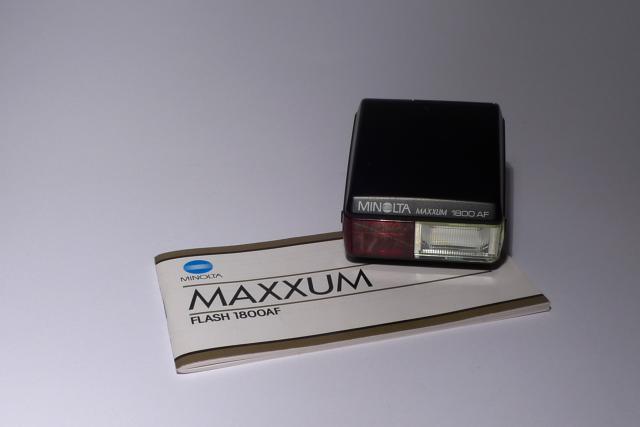 MINOLTA MAXXUM 1800 AF
MINOLTA
MAXXUM
FLASH 1800AF